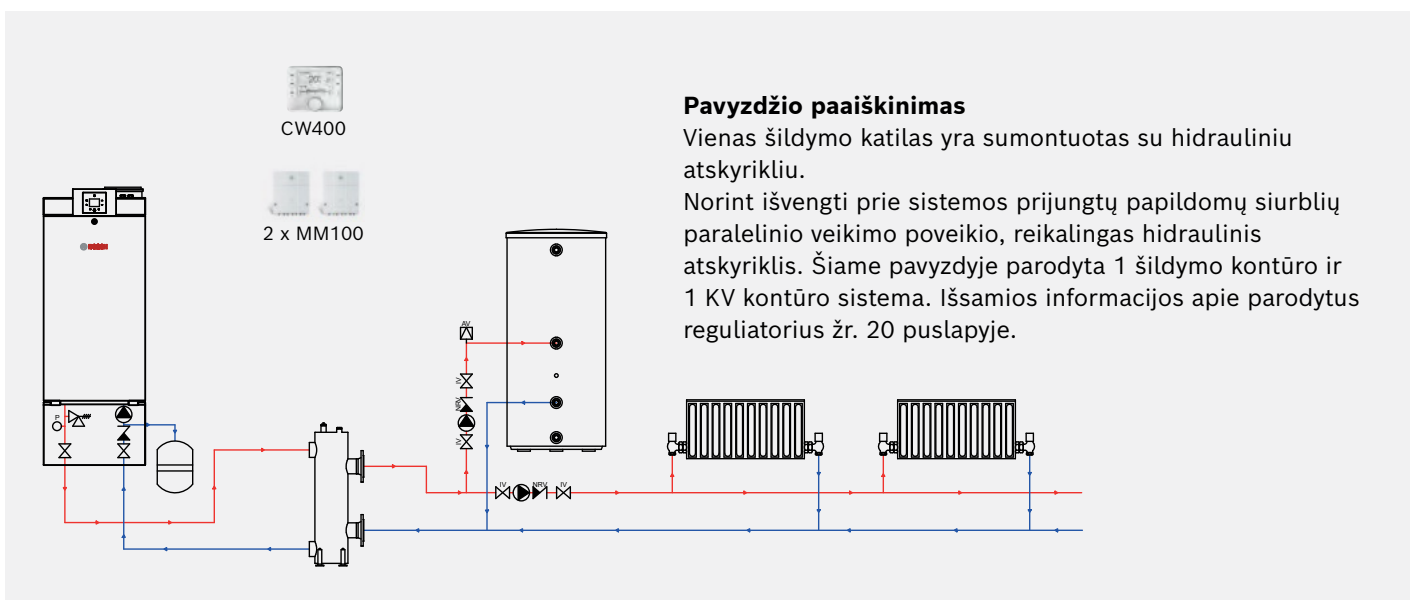 CW400
2 x MM100
Pavyzdžio paaiškinimas
Vienas šildymo katilas yra sumontuotas su hidrauliniu
atskyrikliu.
Norint išvengti prie sistemos prijungtų papildomų siurblių
paralelinio veikimo poveikio, reikalingas hidraulinis
atskyriklis. Šiame pavyzdyje parodyta 1 šildymo kontūro ir
1 KV kontūro sistema. Išsamios informacijos apie parodytus
reguliatorius žr. 20 puslapyje.
P
AV
IV
NRV
IV
IV
NRV
IV